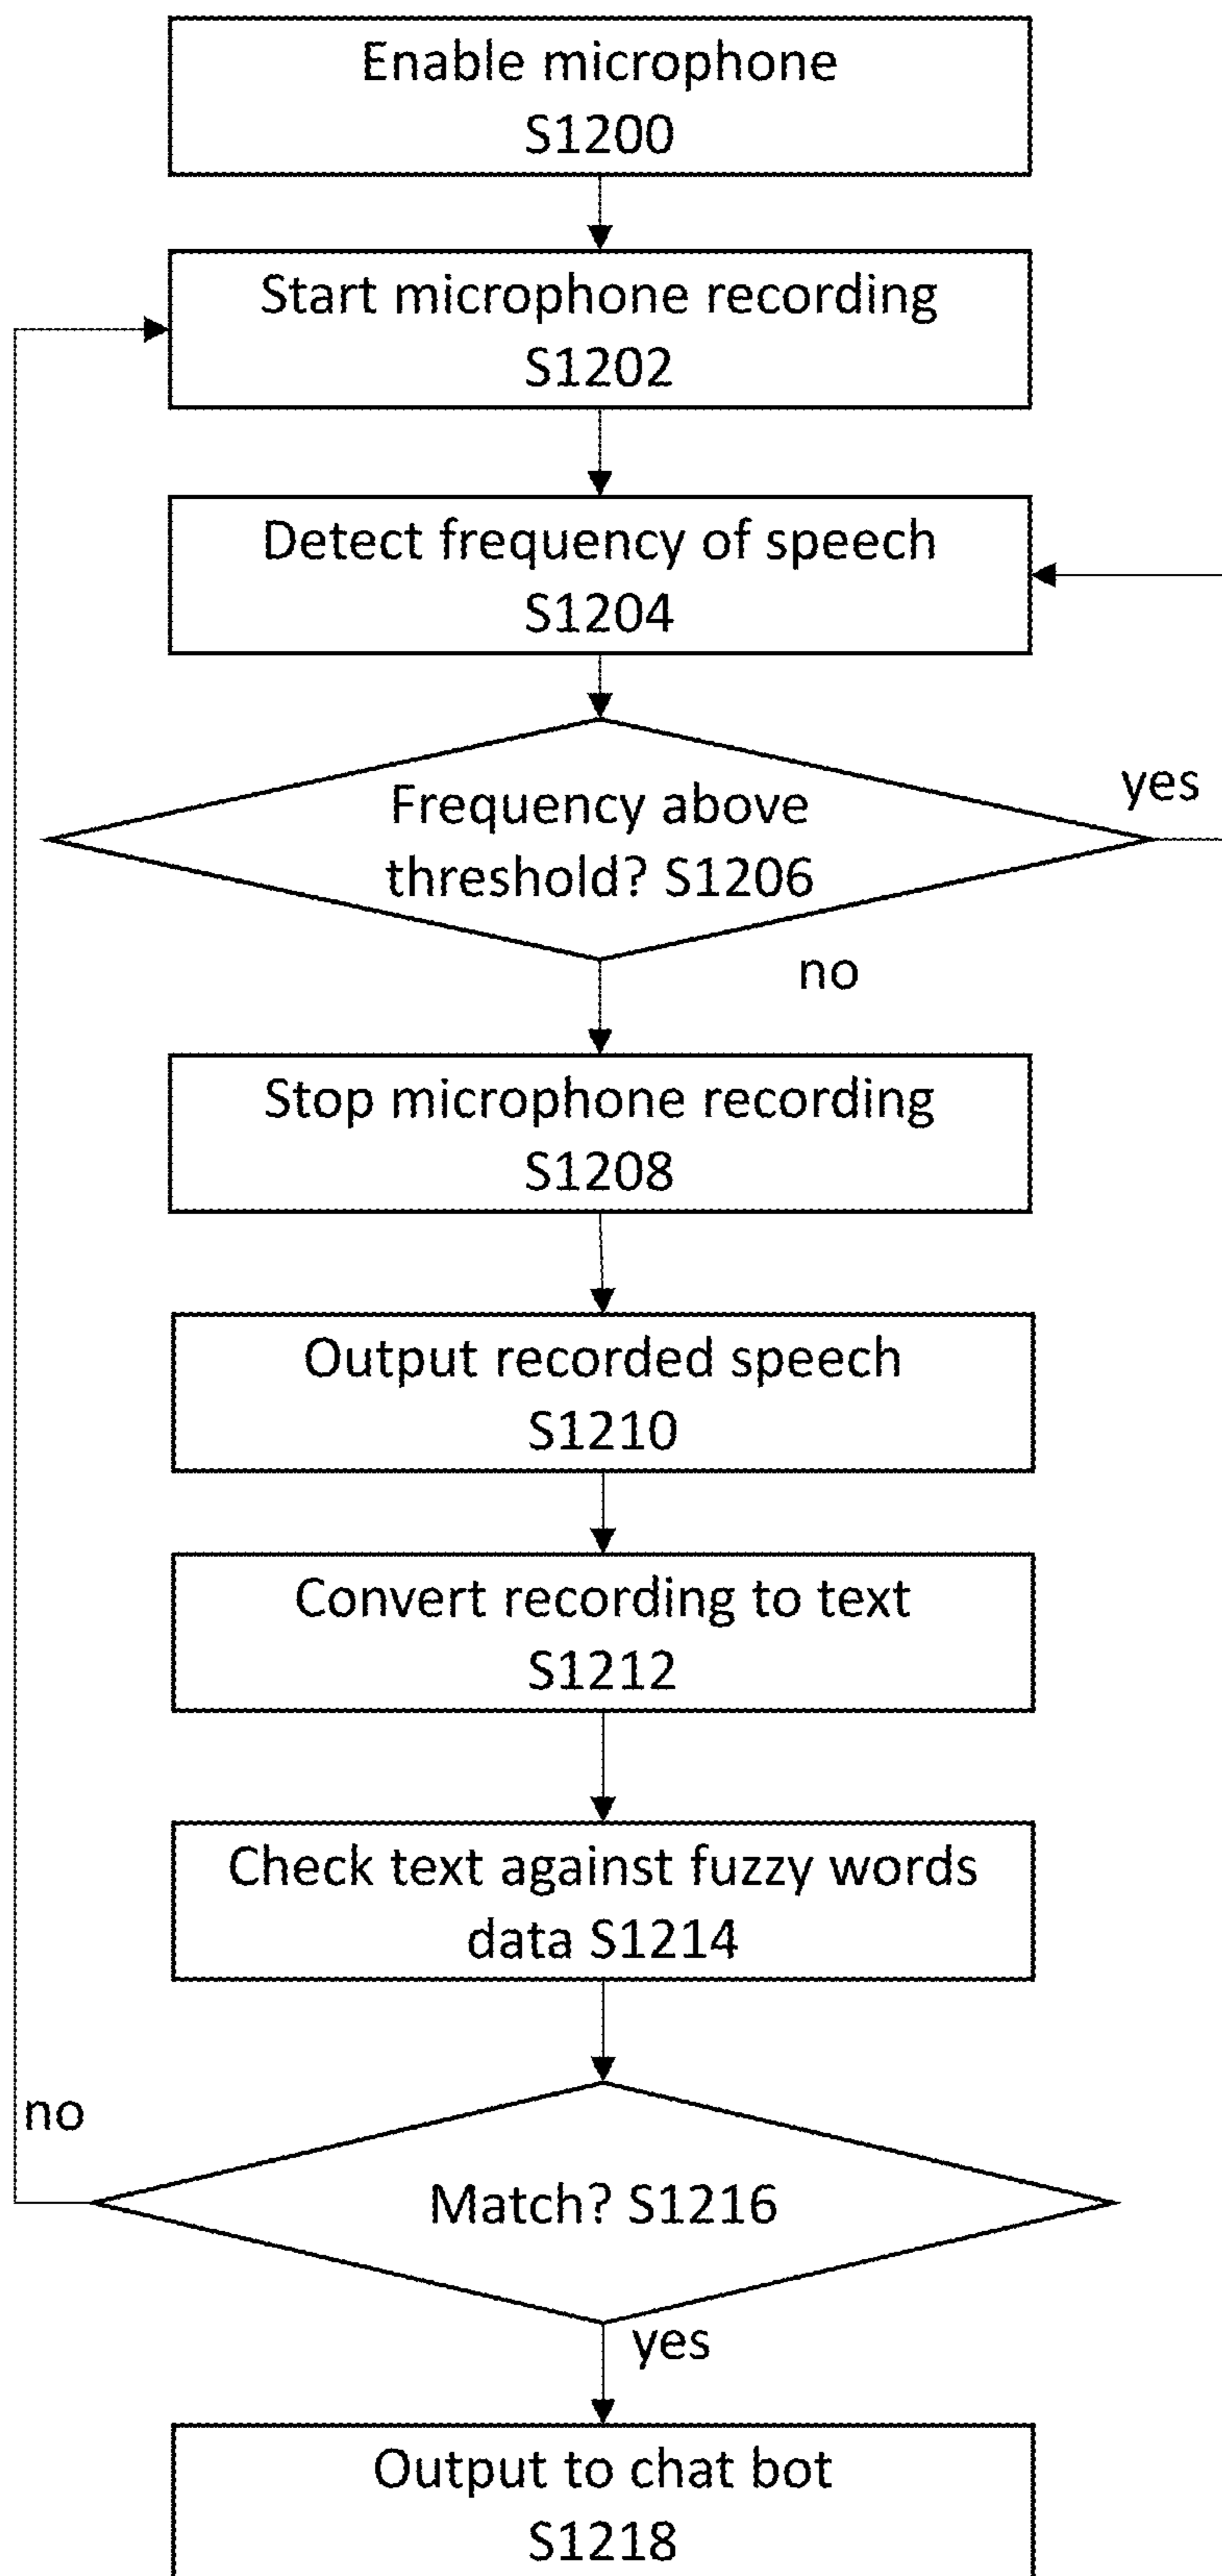 Enable microphone
S1200
Start microphone recording
S1202
Detect frequency of speech
S1204
Frequency above
threshold? S1206
yes
no
Stop microphone recording
S1208
Output recorded speech
S1210
Convert recording to text
S1212
Check text against fuzzy words
data S1214
no
Match? S1216
yes
Output to chat bot
S1218